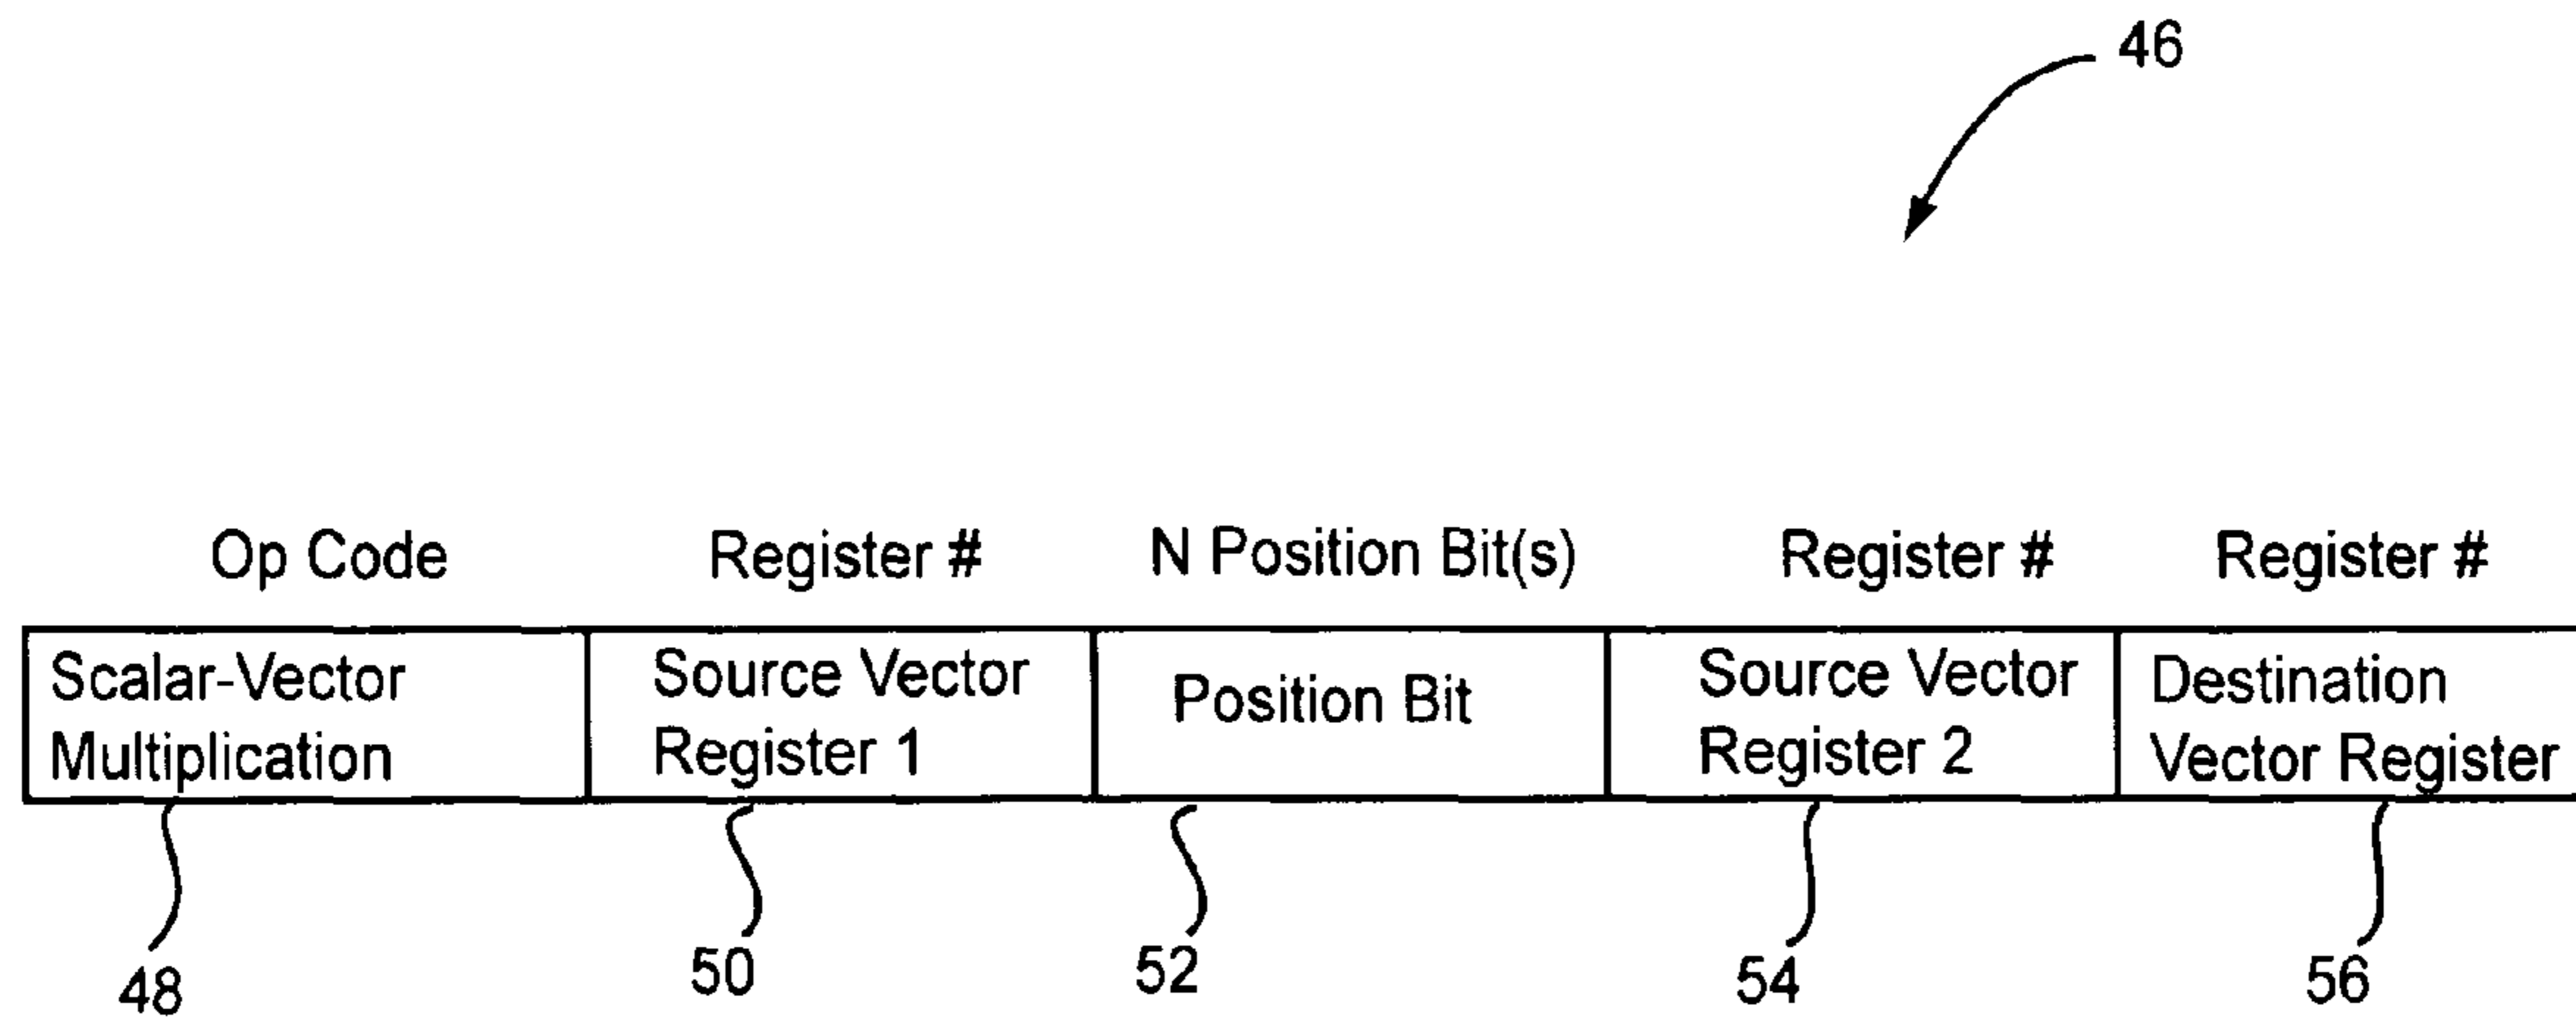 46
Op Code
Register #
N Position Bit(s)
Register #
Register #
Scalar-Vector
Multiplication
Source Vector
Register 1
Position Bit
Source Vector
Register 2
Destination
Vector Register
48
50
52
54
56